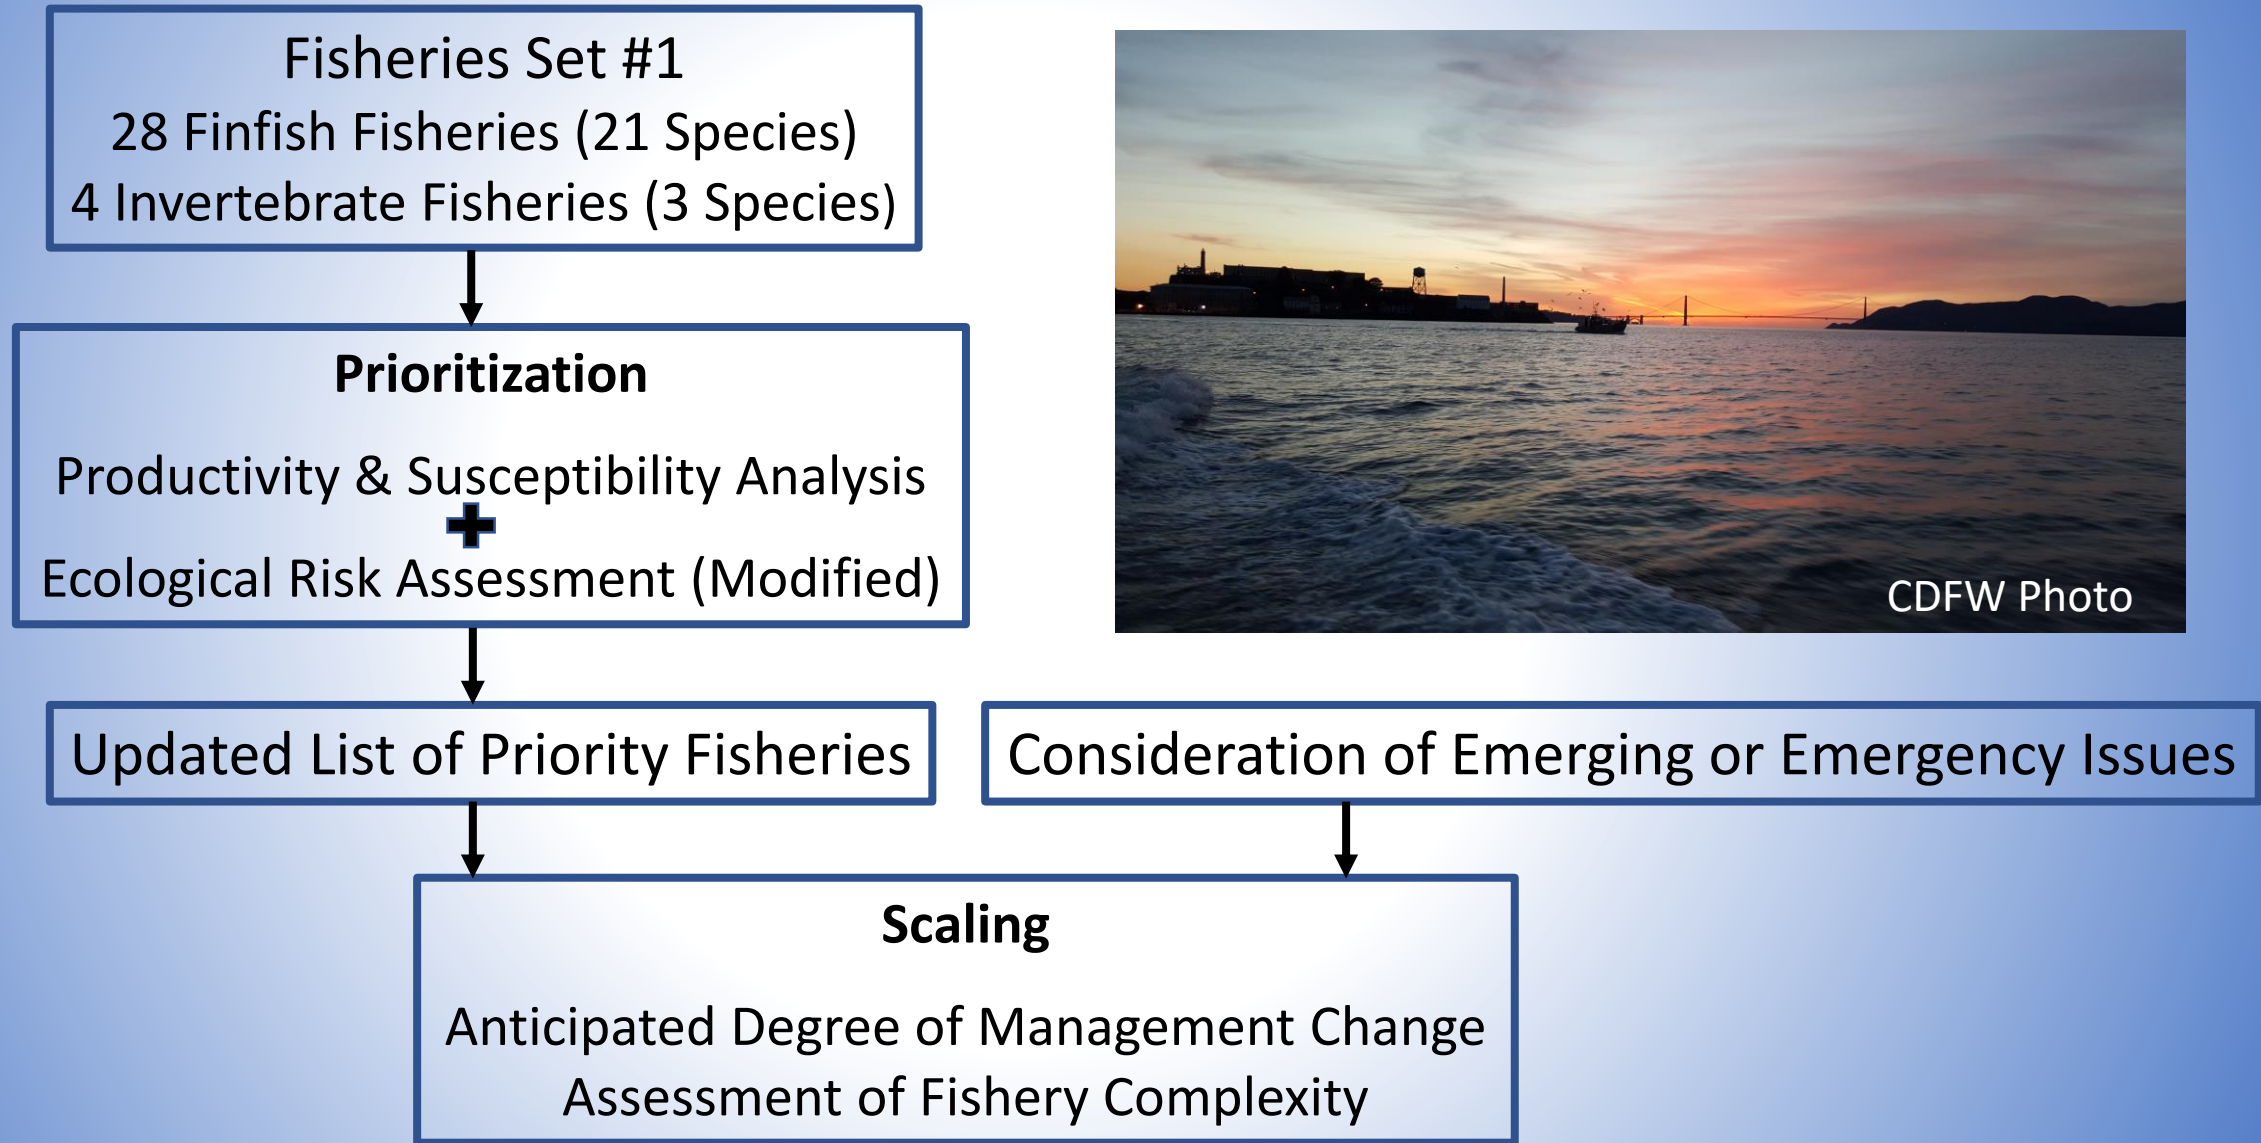 Fisheries Set #1
28 Finfish Fisheries (21 Species)
4 Invertebrate Fisheries (3 Species)
Prioritization
Productivity & Susceptibility Analysis
Ecological Risk Assessment (Modified)
CDFW Photo
Updated List of Priority Fisheries
Consideration of Emerging or Emergency Issues
Scaling
Anticipated Degree of Management Change
Assessment of Fishery Complexity